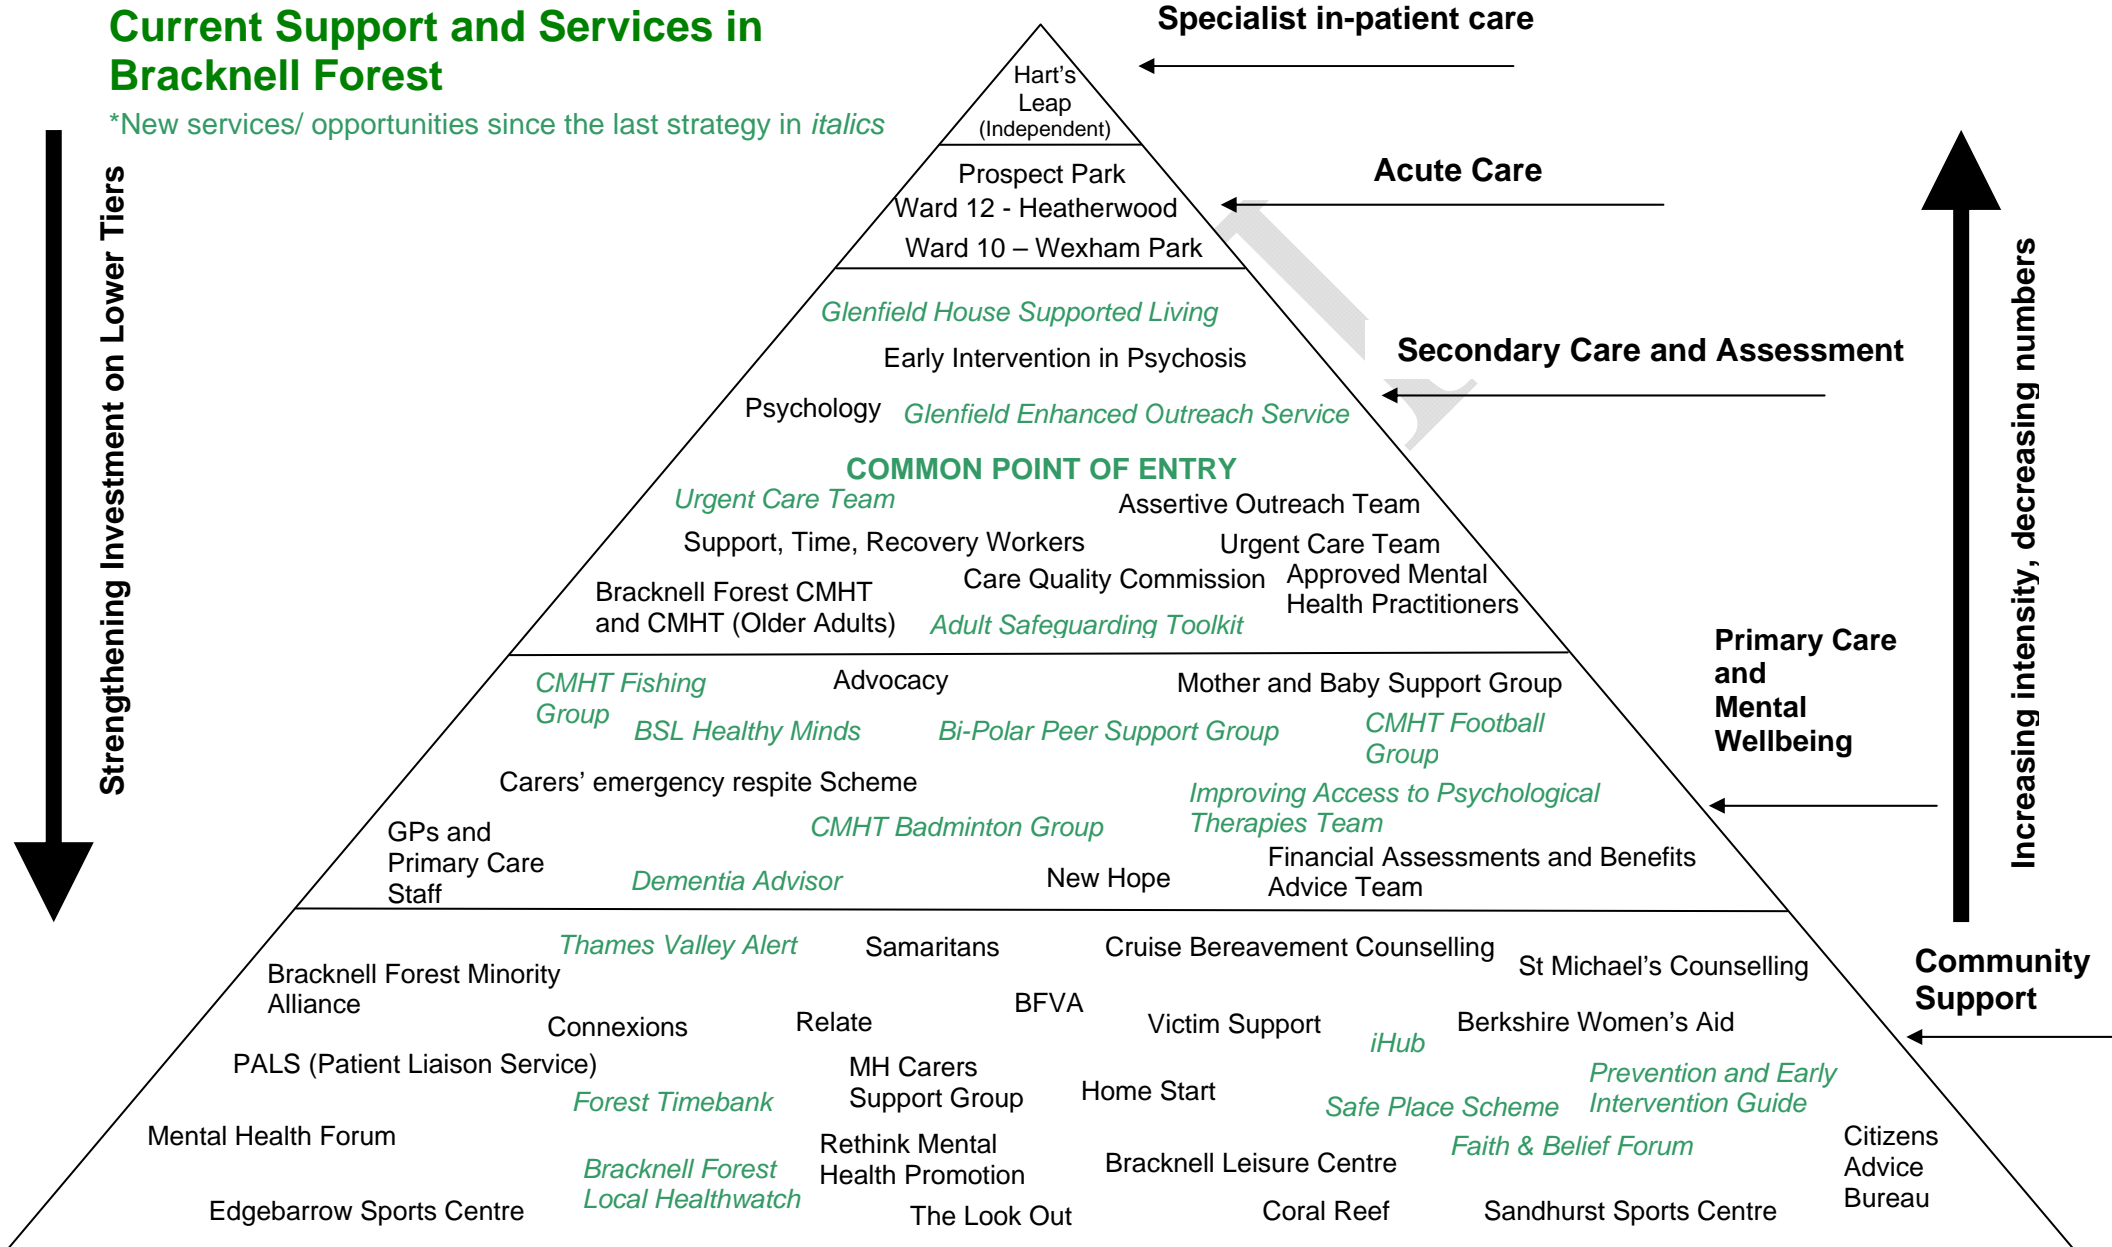 Current Support and Services in
Bracknell Forest
*New services/ opportunities since the last strategy in italics
Strengthening Investment on Lower Tiers
Increasing intensity, decreasing numbers
Specialist in-patient care
Hart's
Leap
(Independent)
Acute Care
Prospect Park
Ward 12 - Heatherwood
Ward 10 – Wexham Park
Secondary Care and Assessment
Glenfield House Supported Living
Early Intervention in Psychosis
Psychology
Glenfield Enhanced Outreach Service
COMMON POINT OF ENTRY
Urgent Care Team
Assertive Outreach Team
Support, Time, Recovery Workers
Urgent Care Team
Care Quality Commission
Approved Mental
Health Practitioners
Bracknell Forest CMHT
and CMHT (Older Adults)
Adult Safeguarding Toolkit
Primary Care
and
Mental
Wellbeing
CMHT Fishing
Group
Advocacy
Mother and Baby Support Group
BSL Healthy Minds
Bi-Polar Peer Support Group
CMHT Football
Group
Carers' emergency respite Scheme
Improving Access to Psychological
Therapies Team
CMHT Badminton Group
GPs and
Primary Care
Staff
Dementia Advisor
New Hope
Financial Assessments and Benefits
Advice Team
Community
Support
Thames Valley Alert
Samaritans
Cruise Bereavement Counselling
St Michael's Counselling
Bracknell Forest Minority
Alliance
BFVA
Connexions
Relate
Victim Support
Berkshire Women's Aid
iHub
PALS (Patient Liaison Service)
MH Carers
Support Group
Home Start
Prevention and Early
Intervention Guide
Forest Timebank
Safe Place Scheme
Mental Health Forum
Rethink Mental
Health Promotion
Faith & Belief Forum
Citizens
Advice
Bureau
Bracknell Forest
Local Healthwatch
Bracknell Leisure Centre
Edgebarrow Sports Centre
The Look Out
Coral Reef
Sandhurst Sports Centre